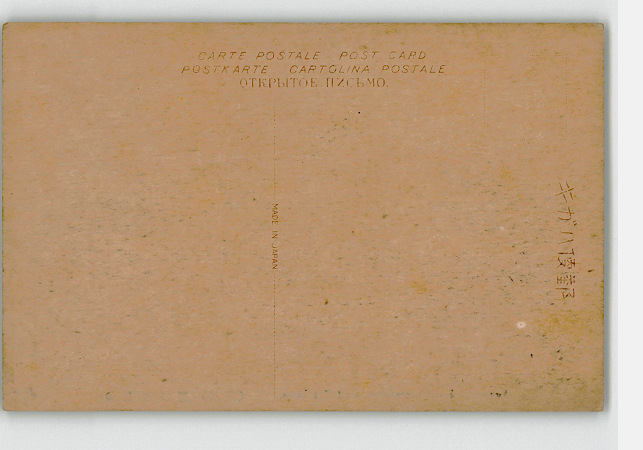 CARTE POSTALE POST CARD
POSTKARTE CARTOLINA POSTALE
ОТКРЫТОЕ ПИСЬМО.
MADE IN JAPAN